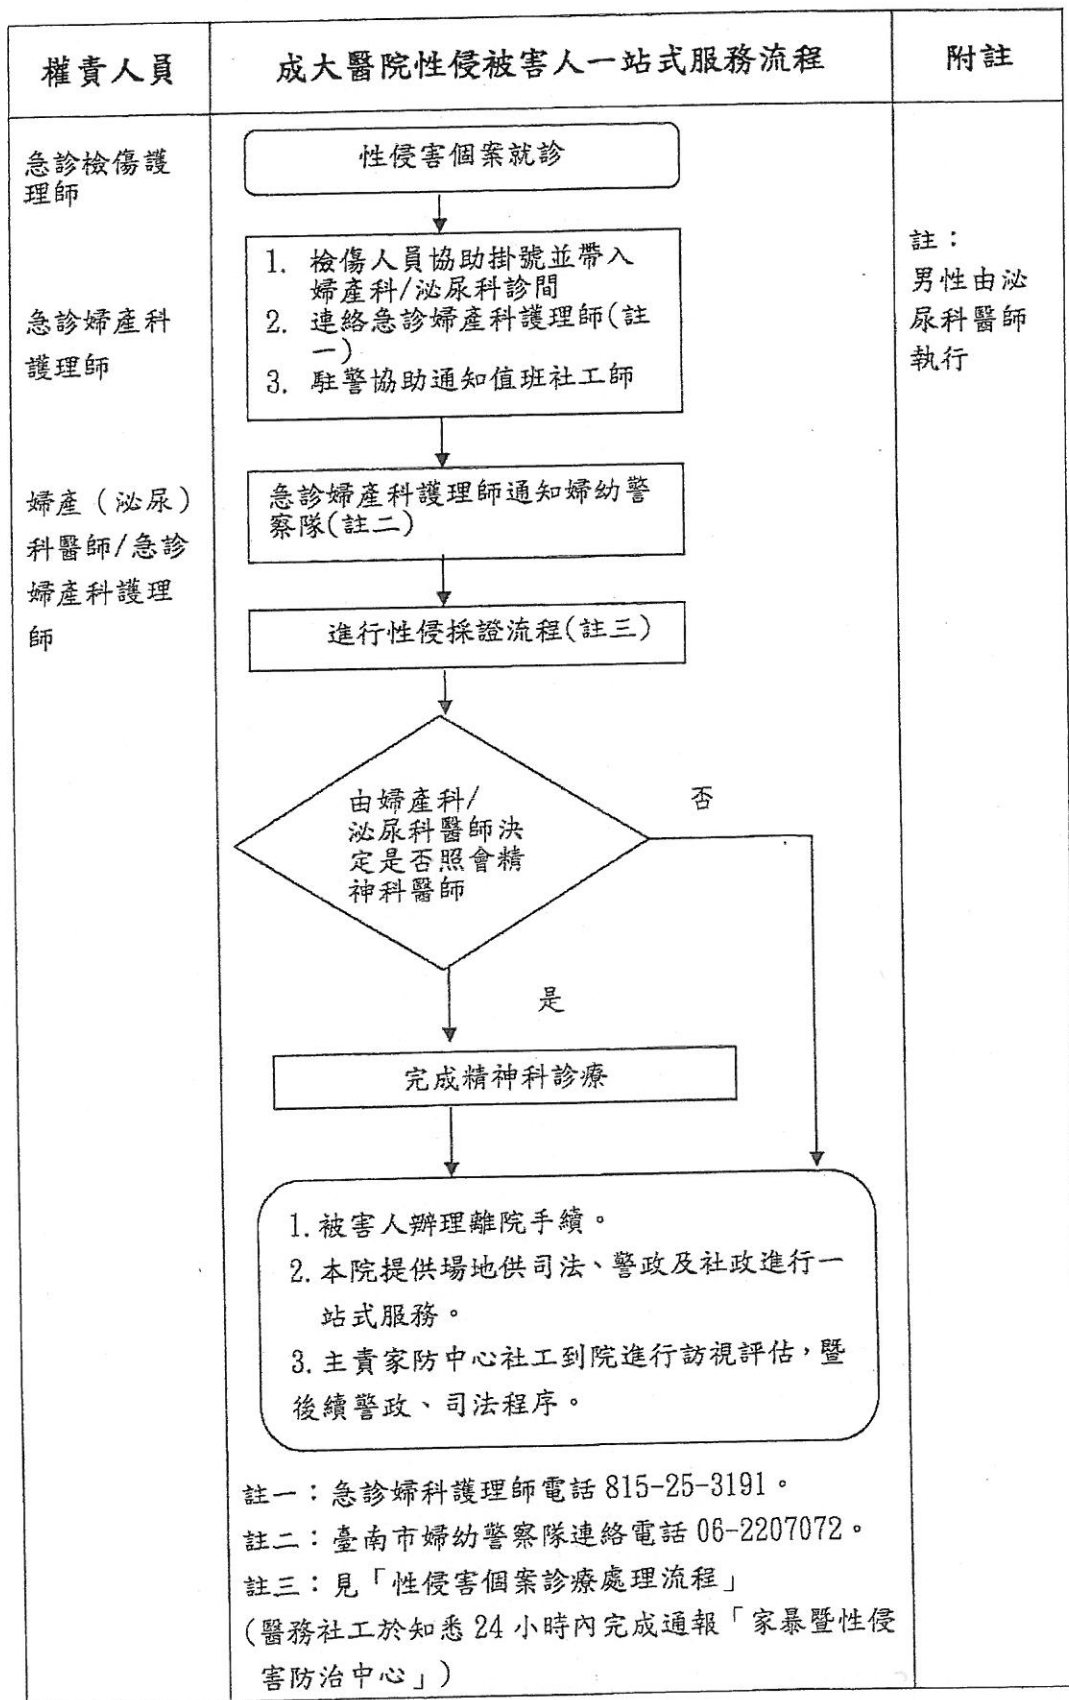 權責人員
成大醫院性侵被害人一站式服務流程
附註
急診檢傷護
理師
急診婦產科
護理師
婦產（泌尿）
科醫師/急診
婦產科護理
師
性侵害個案就診
1. 檢傷人員協助掛號並帶入
婦產科/泌尿科診間
2. 連絡急診婦產科護理師(註
一)
3. 駐警協助通知值班社工師
急診婦產科護理師通知婦幼警
察隊(註二)
進行性侵採證流程(註三)
由婦產科/
泌尿科醫師決
定是否照會精
神科醫師
否
是
完成精神科診療
1. 被害人辦理離院手續。
2. 本院提供場地供司法、警政及社政進行一
站式服務。
3. 主責家防中心社工到院進行訪視評估，暨
後續警政、司法程序。
註一：急診婦科護理師電話 815-25-3191。
註二：臺南市婦幼警察隊連絡電話 06-2207072。
註三：見「性侵害個案診療處理流程」
（醫務社工於知悉 24 小時內完成通報「家暴暨性侵
害防治中心」）
註：
男性由泌
尿科醫師
執行